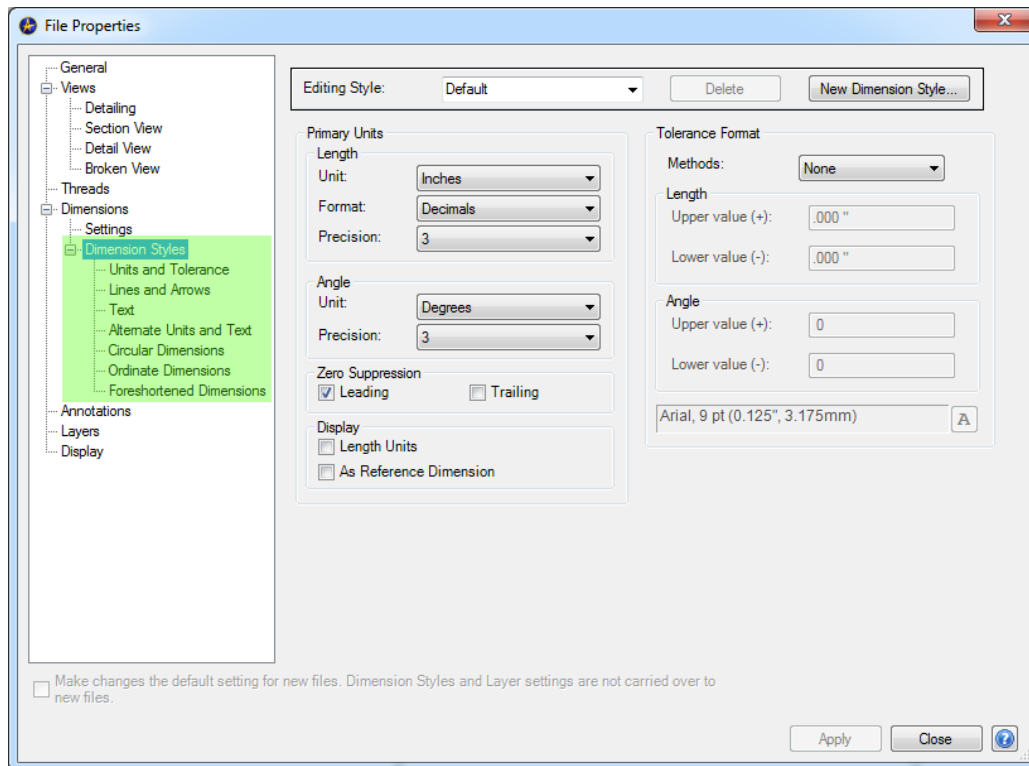 File Properties
General
Views
Detailing
Section View
Detail View
Broken View
Threads
Dimensions
Settings
Dimension Styles
Units and Tolerance
Lines and Arrows
Text
Alternate Units and Text
Circular Dimensions
Ordinate Dimensions
Foreshortened Dimensions
Annotations
Layers
Display
Editing Style: Default Delete New Dimension Style...
Primary Units
Length
Unit: Inches
Format: Decimals
Precision: 3
Angle
Unit: Degrees
Precision: 3
Zero Suppression
Leading Trailing
Display
Length Units
As Reference Dimension
Tolerance Format
Methods: None
Length
Upper value (+): .000 "
Lower value (-): .000 "
Angle
Upper value (+): 0
Lower value (-): 0
Arial, 9 pt (0.125", 3.175mm) A
Make changes the default setting for new files. Dimension Styles and Layer settings are not carried over to
new files.
Apply Close ?